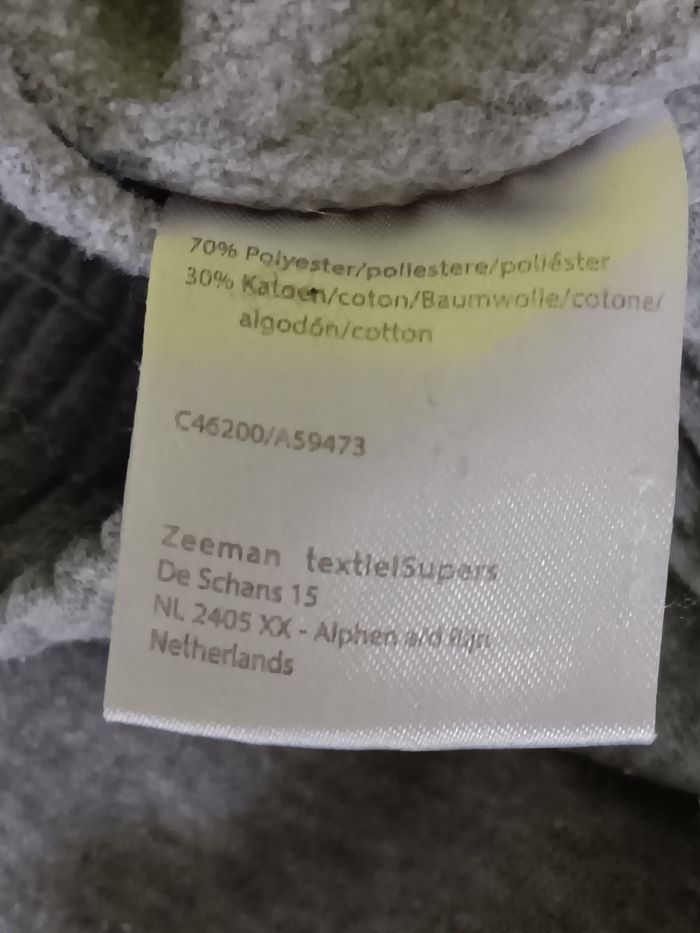 70% Polyester/poliestere/poliéster
30% Katoen/coton/Baumwolle/cotone/
algodón/cotton
C46200/A59473
Zeeman textielSupers
De Schans 15
NL 2405 XX - Alphen a/d Rijn
Netherlands